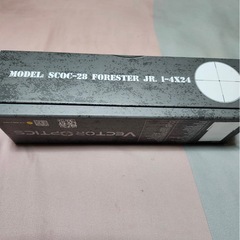 MODEL: SCOC-28 FORESTER JR. 1-4X24
VECTOR OPTICS